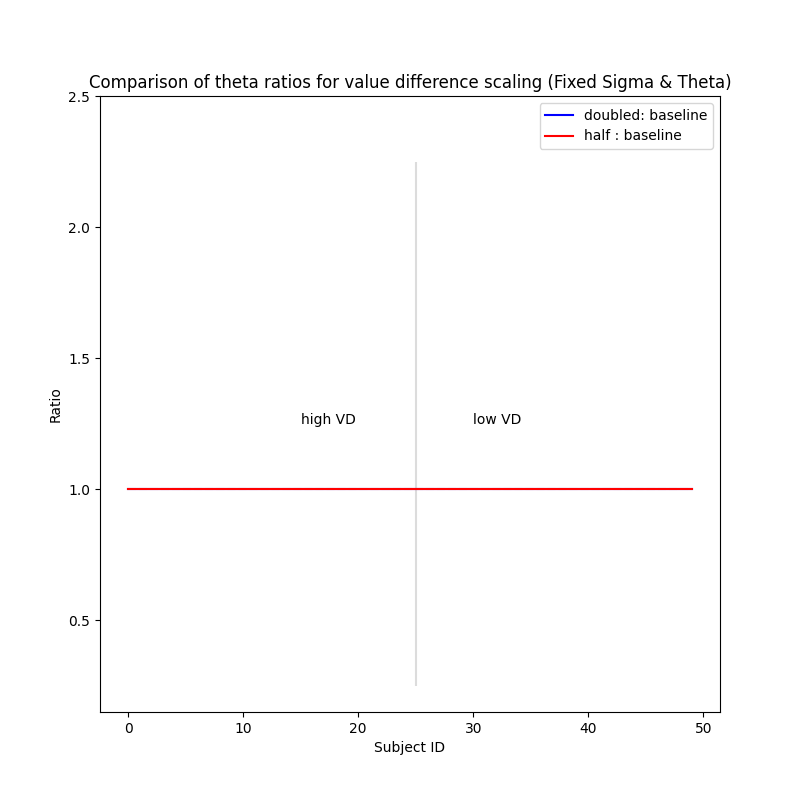 Comparison of theta ratios for value difference scaling (Fixed Sigma & Theta)
2.5
doubled: baseline
half : baseline
2.0
1.5
high VD
low VD
Ratio
1.0
0.5
0
10
20
30
40
50
Subject ID